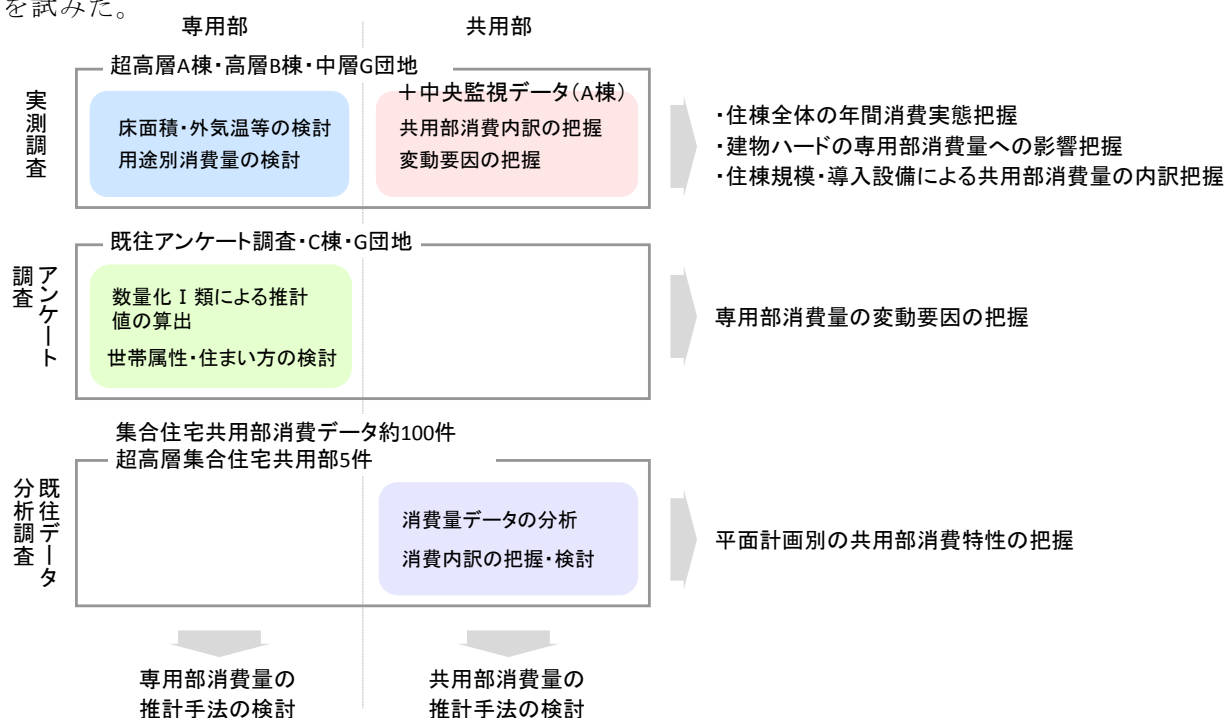 を試みた。
専用部
共用部
実測調査
超高層A棟・高層B棟・中層G団地
床面積・外気温等の検討
用途別消費量の検討
＋中央監視データ（A棟）
共用部消費内訳の把握
変動要因の把握
・住棟全体の年間消費実態把握
・建物ハードの専用部消費量への影響把握
・住棟規模・導入設備による共用部消費量の内訳把握
アンケート
調査
既往アンケート調査・C棟・G団地
数量化Ⅰ類による推計
値の算出
世帯属性・住まい方の検討
専用部消費量の変動要因の把握
既往データ
分析調査
集合住宅共用部消費データ約100件
超高層集合住宅共用部5件
消費量データの分析
消費内訳の把握・検討
平面計画別の共用部消費特性の把握
専用部消費量の
推計手法の検討
共用部消費量の
推計手法の検討